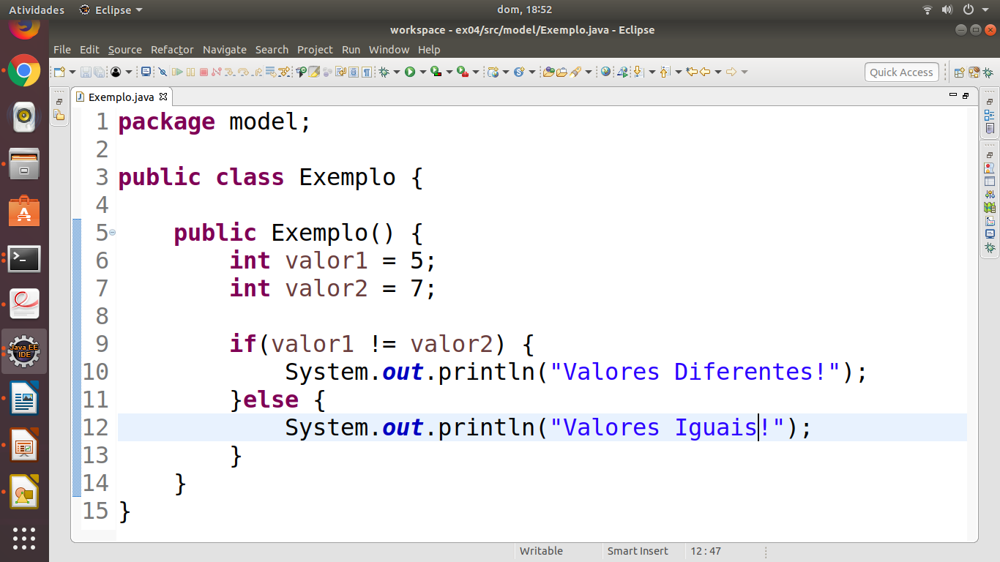 Atividades Eclipse dom, 18:52
workspace - ex04/src/model/Exemplo.java - Eclipse
File Edit Source Refactor Navigate Search Project Run Window Help
Quick Access
Exemplo.java
1 package model;
2
3 public class Exemplo {
4
5 public Exemplo() {
6 int valor1 = 5;
7 int valor2 = 7;
8
9 if(valor1 != valor2) {
10 System.out.println("Valores Diferentes!");
11 }else {
12 System.out.println("Valores Iguais!");
13 }
14 }
15 }
Java EE
IDE
Writable Smart Insert 12 : 47